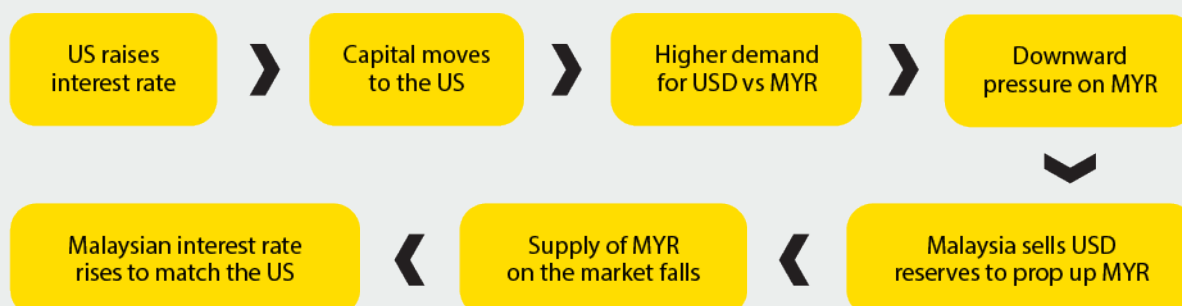 US raises
interest rate
Capital moves
to the US
Higher demand
for USD vs MYR
Downward
pressure on MYR
Malaysia sells USD
reserves to prop up MYR
Supply of MYR
on the market falls
Malaysian interest rate
rises to match the US